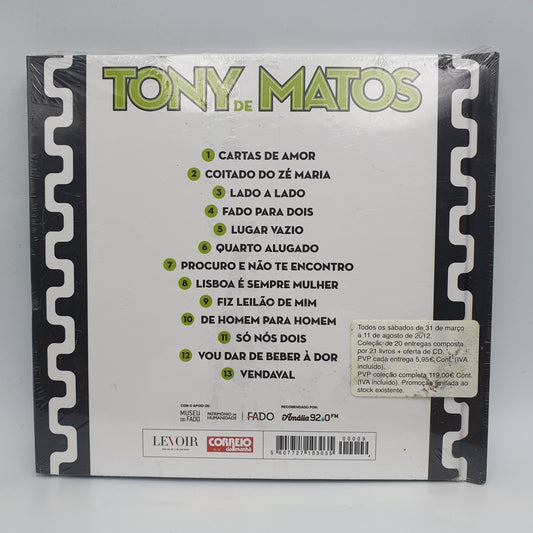 TONY DE MATOS
1 CARTAS DE AMOR
2 COITADO DO ZÉ MARIA
3 LADO A LADO
4 FADO PARA DOIS
5 LUGAR VAZIO
6 QUARTO ALUGADO
7 PROCURO E NÃO TE ENCONTRO
8 LISBOA É SEMPRE MULHER
9 FIZ LEILÃO DE MIM
10 DE HOMEM PARA HOMEM
11 SÓ NÓS DOIS
12 VOU DAR DE BEBER À DOR
13 VENDAVAL
Todos os sábados de 31 de março
a 11 de agosto de 2012.
Coleção de 20 entregas composta
por 21 livros + oferta de CD.
PVP cada entrega 5,95€ Cont. (IVA
incluído).
PVP coleção completa 119,00€ Cont.
(IVA incluído). Promoção limitada ao
stock existente.
COM O APOIO DE:
MUSEU
DO FADO
PATRIMÓNIO DA
HUMANIDADE
FADO
RECOMENDADO POR:
Amália 92.0 FM
LEVOIR
CORREIO
da manhã
00009
5 607727 103035